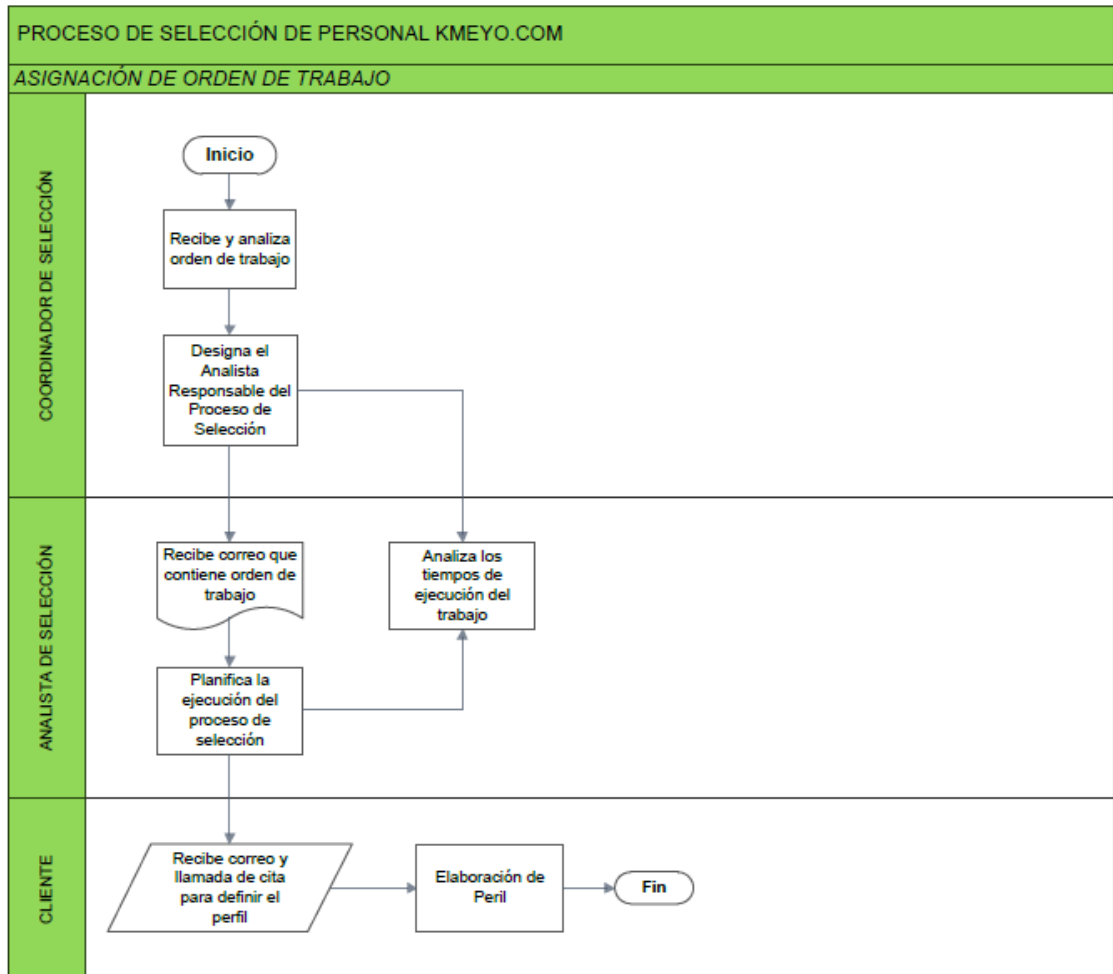 PROCESO DE SELECCIÓN DE PERSONAL KMEYO.COM
ASIGNACIÓN DE ORDEN DE TRABAJO
COORDINADOR DE SELECCIÓN
Inicio
Recibe y analiza
orden de trabajo
Designa el
Analista
Responsable del
Proceso de
Selección
ANALISTA DE SELECCIÓN
Recibe correo que
contiene orden de
trabajo
Analiza los
tiempos de
ejecución del
trabajo
Planifica la
ejecución del
proceso de
selección
CLIENTE
Recibe correo y
llamada de cita
para definir el
perfil
Elaboración de
Peril
Fin